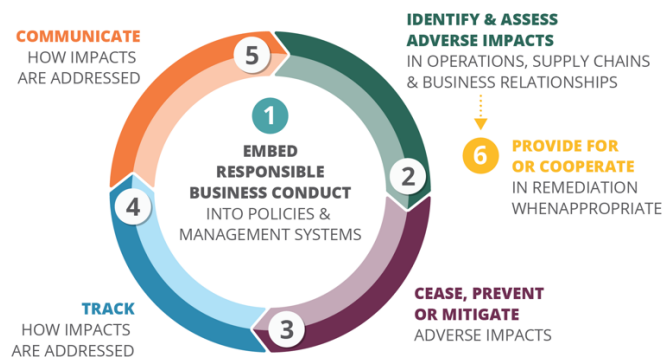 1
EMBED
RESPONSIBLE
BUSINESS CONDUCT
INTO POLICIES &
MANAGEMENT SYSTEMS
2
IDENTIFY & ASSESS
ADVERSE IMPACTS
IN OPERATIONS, SUPPLY CHAINS
& BUSINESS RELATIONSHIPS
3
CEASE, PREVENT
OR MITIGATE
ADVERSE IMPACTS
4
TRACK
HOW IMPACTS
ARE ADDRESSED
5
COMMUNICATE
HOW IMPACTS
ARE ADDRESSED
6
PROVIDE FOR
OR COOPERATE
IN REMEDIATION
WHENAPPROPRIATE